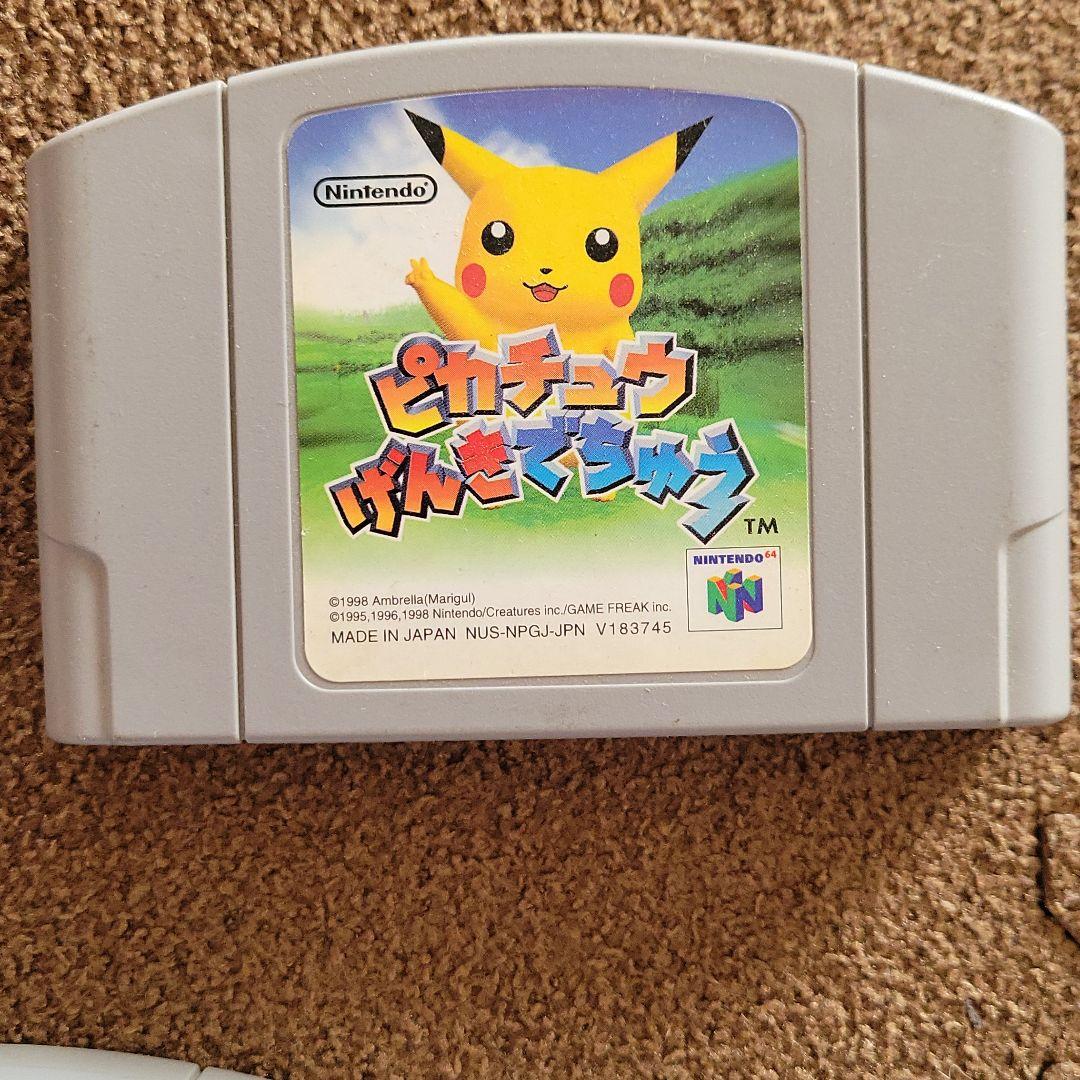 Nintendo®
ピカチュウ
げんきでちゅう
TM
NINTENDO64
©1998 Ambrella(Marigul)
©1995,1996,1998 Nintendo/Creatures inc./GAME FREAK inc.
MADE IN JAPAN NUS-NPGJ-JPN V183745